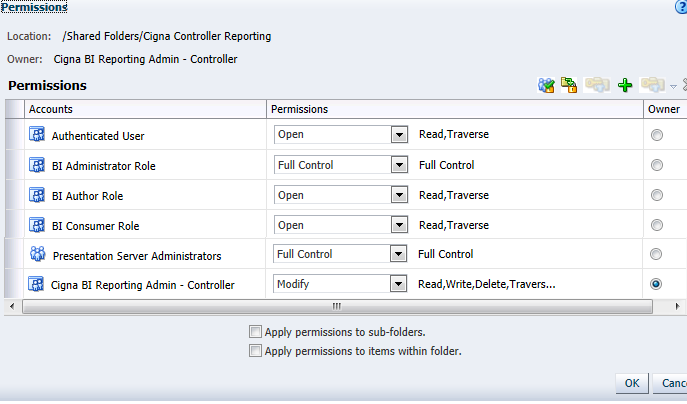 Permissions
Location: /Shared Folders/Cigna Controller Reporting
Owner: Cigna BI Reporting Admin - Controller
Permissions
Accounts Permissions Owner
Authenticated User Open Read,Traverse
BI Administrator Role Full Control Full Control
BI Author Role Open Read,Traverse
BI Consumer Role Open Read,Traverse
Presentation Server Administrators Full Control Full Control
Cigna BI Reporting Admin - Controller Modify Read,Write,Delete,Travers...
Apply permissions to sub-folders.
Apply permissions to items within folder.
OK Cance